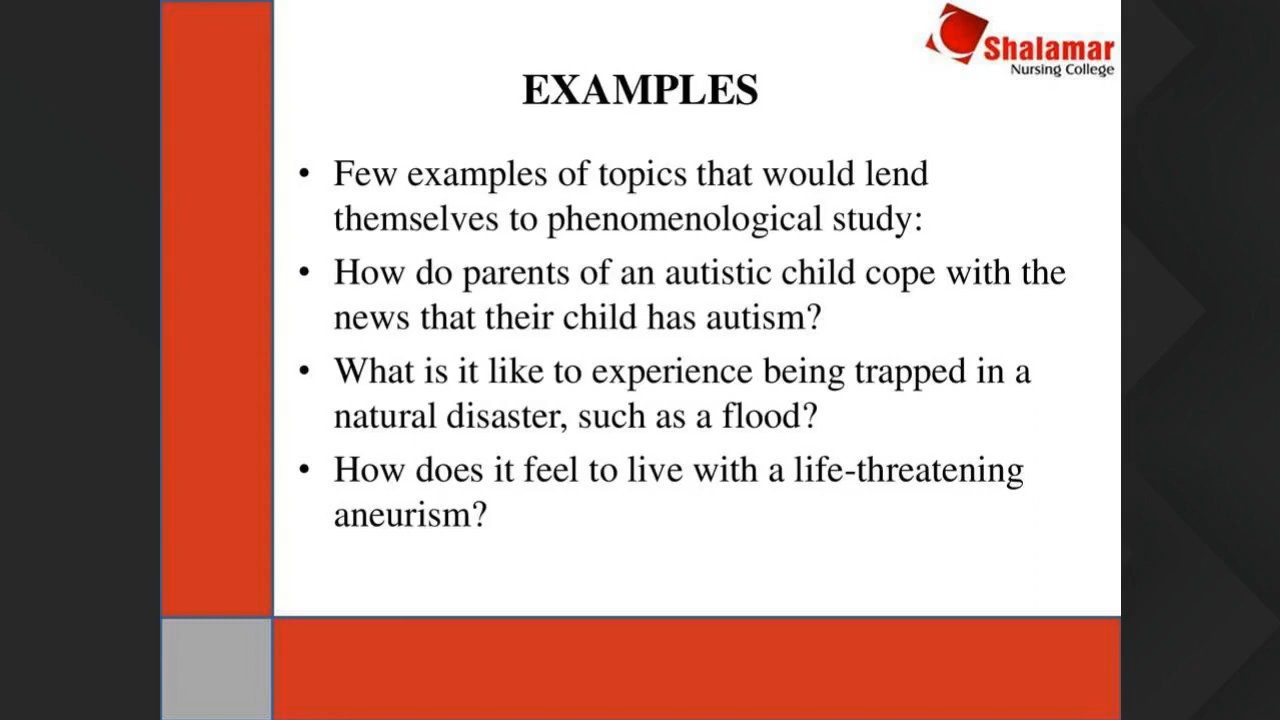 Shalamar
Nursing College
EXAMPLES
• Few examples of topics that would lend
themselves to phenomenological study:
• How do parents of an autistic child cope with the
news that their child has autism?
• What is it like to experience being trapped in a
natural disaster, such as a flood?
• How does it feel to live with a life-threatening
aneurism?